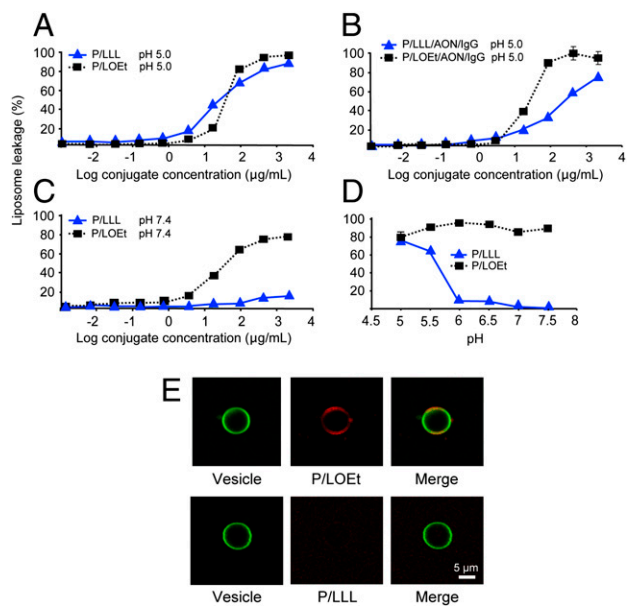 A
B
100
80
60
40
20
P/LLL pH 5.0
P/LOEt pH 5.0
-2 -1 0 1 2 3 4
Log conjugate concentration (µg/mL)
100
80
60
40
20
P/LLL/AON/IgG pH 5.0
P/LOEt/AON/IgG pH 5.0
-2 -1 0 1 2 3 4
Log conjugate concentration (µg/mL)
Liposome leakage (%)
C
D
100
80
60
40
20
P/LLL pH 7.4
P/LOEt pH 7.4
-2 -1 0 1 2 3 4
Log conjugate concentration (µg/mL)
100
80
60
40
20
P/LLL
P/LOEt
4.5 5 5.5 6 6.5 7 7.5 8
pH
E
Vesicle P/LOEt Merge
5 µm
Vesicle P/LLL Merge